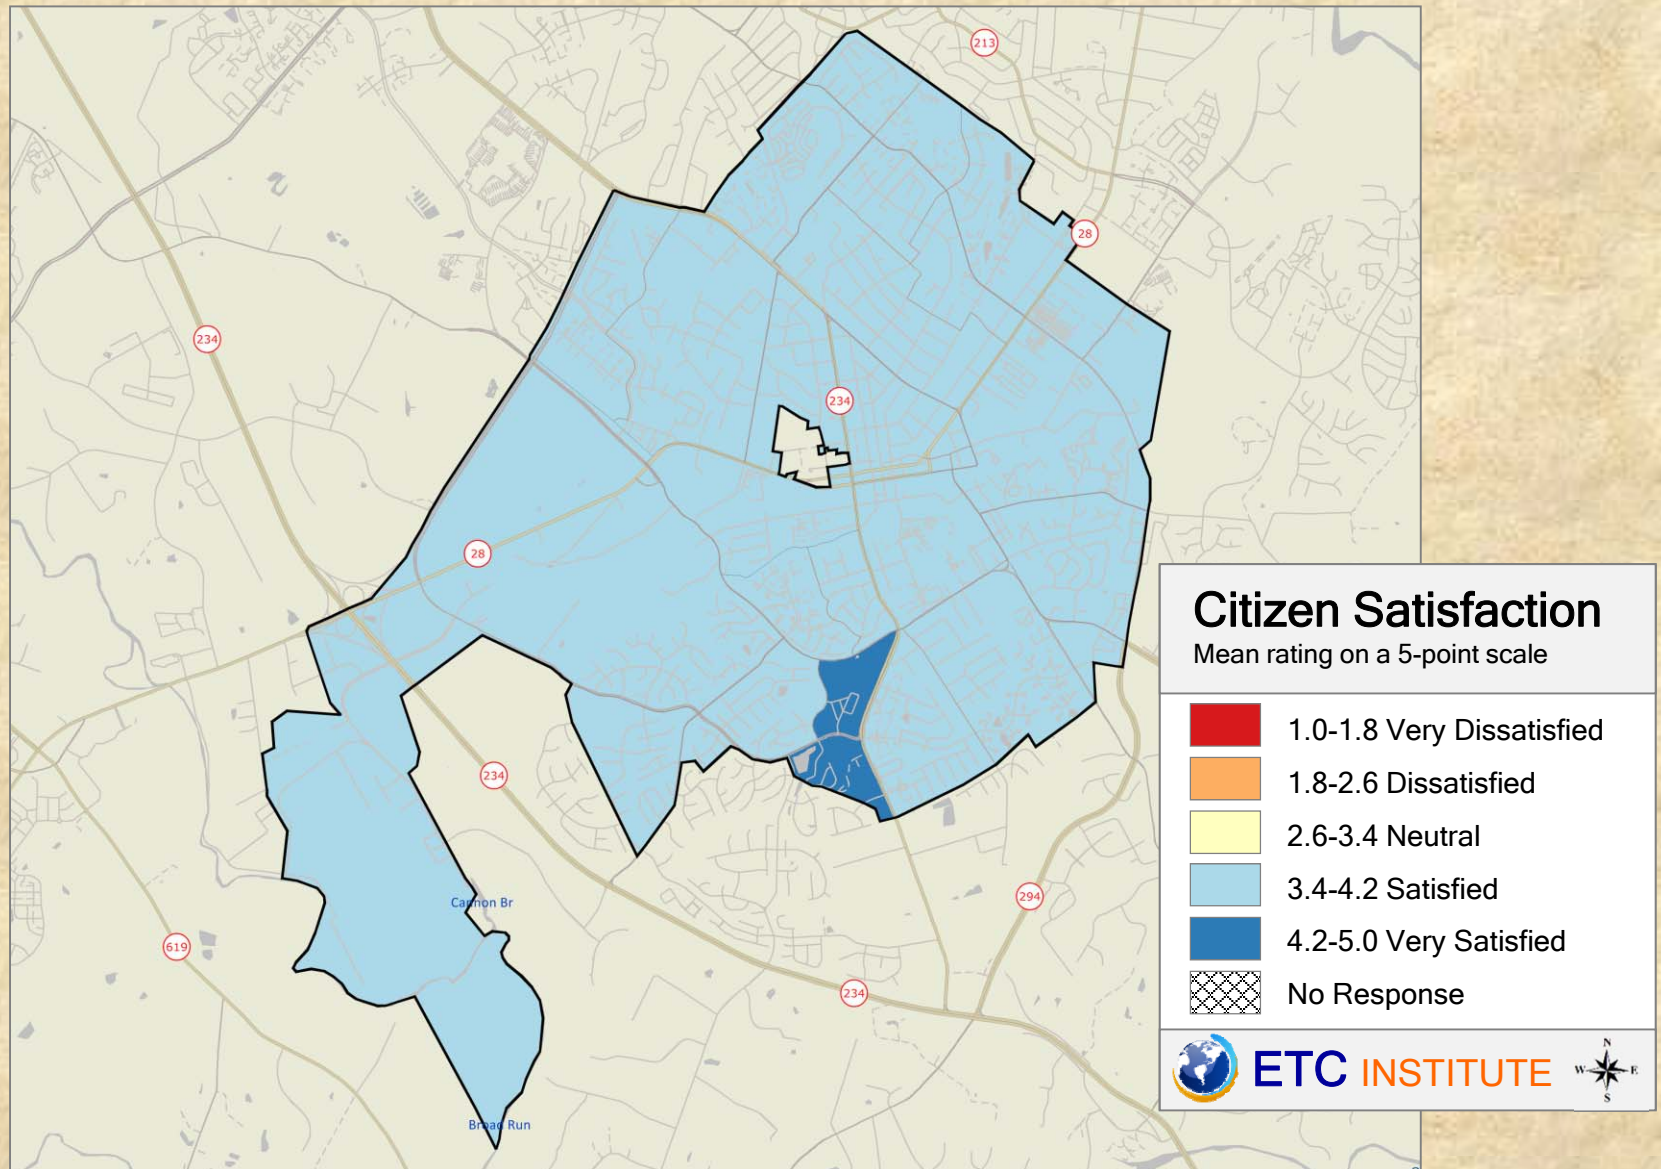 213
28
234
234
28
Citizen Satisfaction
Mean rating on a 5-point scale
1.0-1.8 Very Dissatisfied
1.8-2.6 Dissatisfied
2.6-3.4 Neutral
3.4-4.2 Satisfied
4.2-5.0 Very Satisfied
No Response
234
294
Cannon Br
619
234
ETC INSTITUTE
N
W E
S
Broad Run